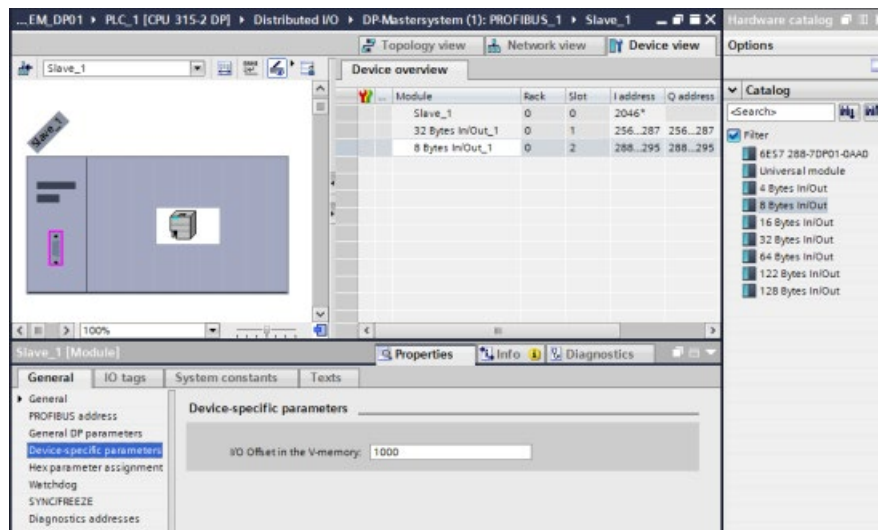 ...EM_DP01 ▸ PLC_1 [CPU 315-2 DP] ▸ Distributed I/O ▸ DP-Mastersystem (1): PROFIBUS_1 ▸ Slave_1
Hardware catalog
Topology view
Network view
Device view
Options
Slave_1
Device overview
Module
Rack
Slot
I address
Q address
Slave_1 0 0 2046*
32 Bytes In/Out_1 0 1 256...287 256...287
8 Bytes In/Out_1 0 2 288...295 288...295
Slave_1
100%
Catalog
<Search>
Filter
6ES7 288-7DP01-0AA0
Universal module
4 Bytes In/Out
8 Bytes In/Out
16 Bytes In/Out
32 Bytes In/Out
64 Bytes In/Out
122 Bytes In/Out
128 Bytes In/Out
Slave_1 [Module]
Properties
Info
Diagnostics
General
IO tags
System constants
Texts
General
PROFIBUS address
General DP parameters
Device-specific parameters
Hex parameter assignment
Watchdog
SYNC/FREEZE
Diagnostics addresses
Device-specific parameters
I/O Offset in the V-memory: 1000